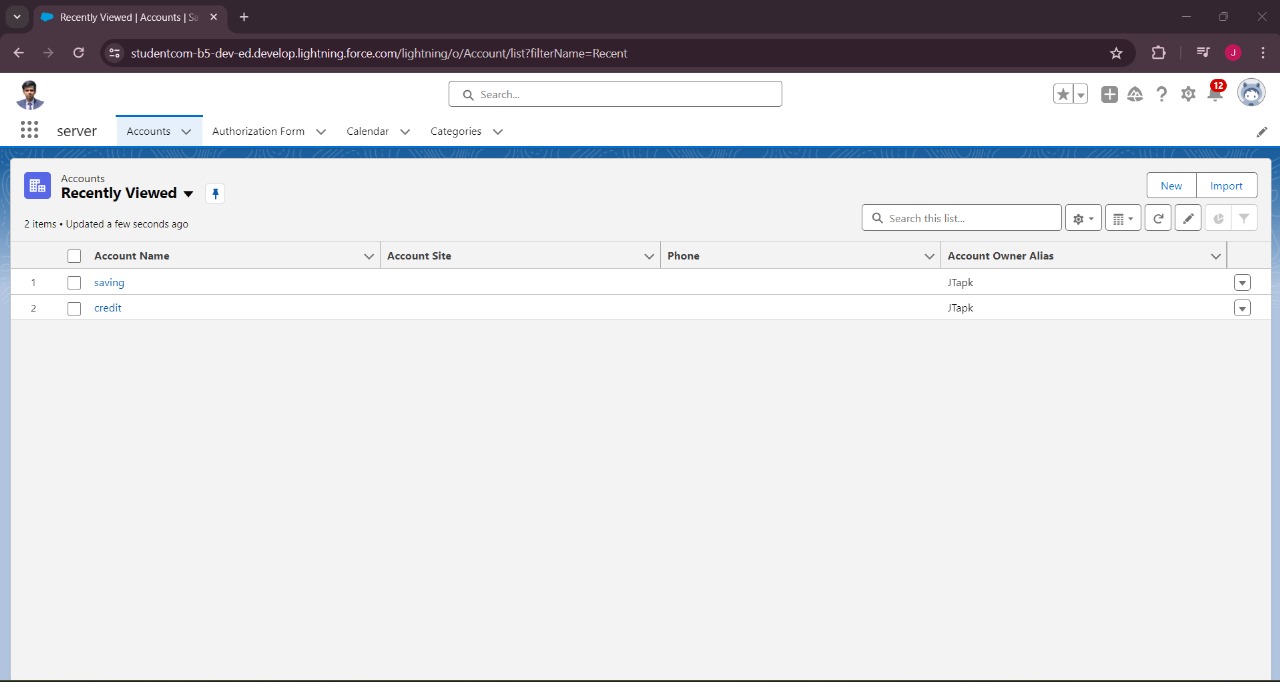 Recently Viewed | Accounts | Sa
studentcom-b5-dev-ed.develop.lightning.force.com/lightning/o/Account/list?filterName=Recent
J
Search...
12
server
Accounts
Authorization Form
Calendar
Categories
Accounts
Recently Viewed
New
Import
2 items • Updated a few seconds ago
Search this list...
Account Name
Account Site
Phone
Account Owner Alias
1
saving
JTapk
2
credit
JTapk